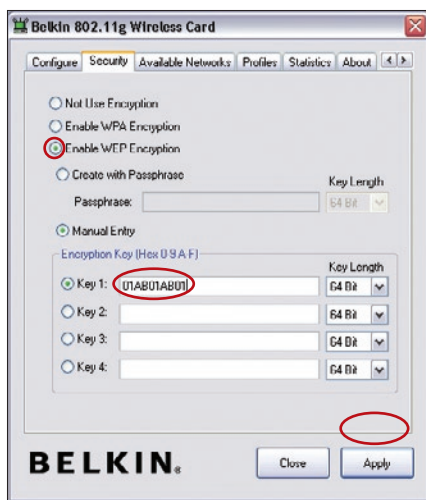 Belkin 802.11g Wireless Card
Configure Security Available Networks Profiles Statistics About
Not Use Encryption
Enable WPA Encryption
Enable WEP Encryption
Create with Passphrase
Key Length
Passphrase: 64 Bit
Manual Entry
Encryption Key (Hex 0 9 A F)
Key Length
Key 1: 01AB01AB01 64 Bit
Key 2: 64 Bit
Key 3: 64 Bit
Key 4: 64 Bit
BELKIN® Close Apply